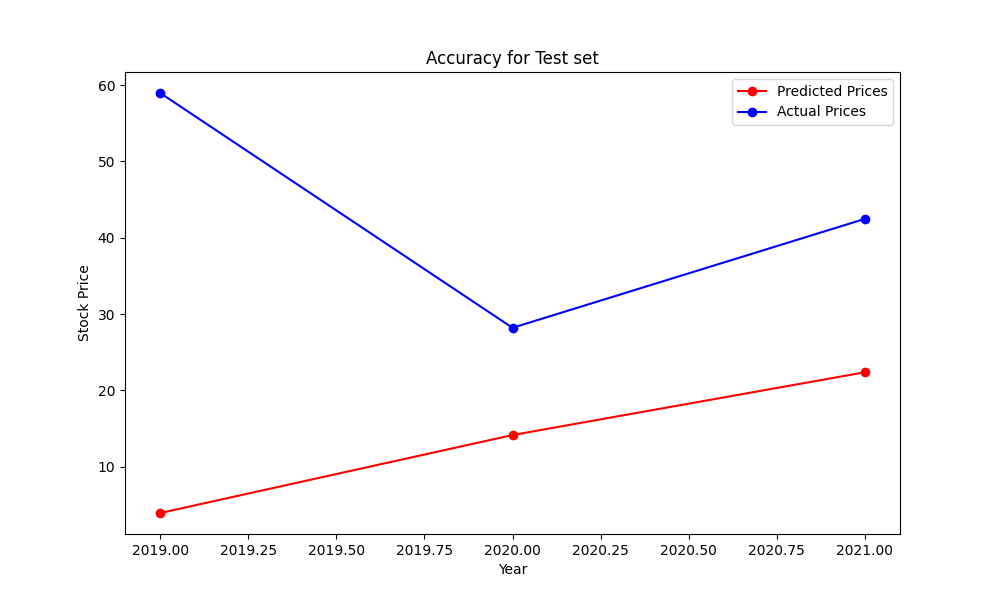 Accuracy for Test set
Predicted Prices
Actual Prices
60
50
40
30
20
10
Stock Price
2019.00 2019.25 2019.50 2019.75 2020.00 2020.25 2020.50 2020.75 2021.00
Year